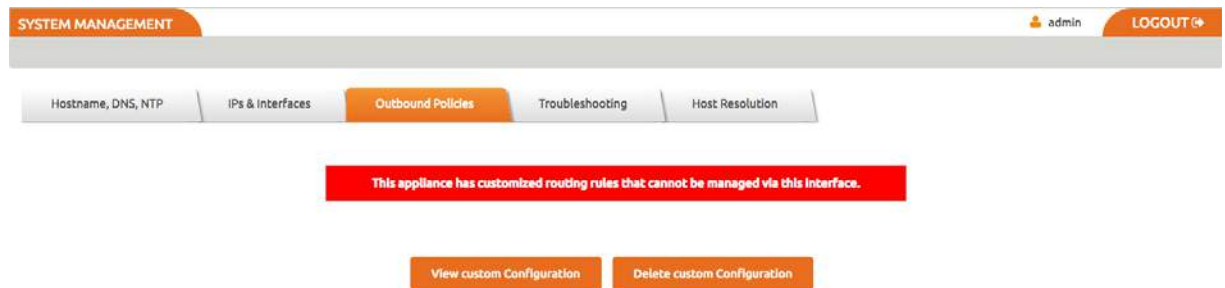 SYSTEM MANAGEMENT
admin
LOGOUT
Hostname, DNS, NTP
IPs & Interfaces
Outbound Policies
Troubleshooting
Host Resolution
This appliance has customized routing rules that cannot be managed via this interface.
View custom Configuration
Delete custom Configuration